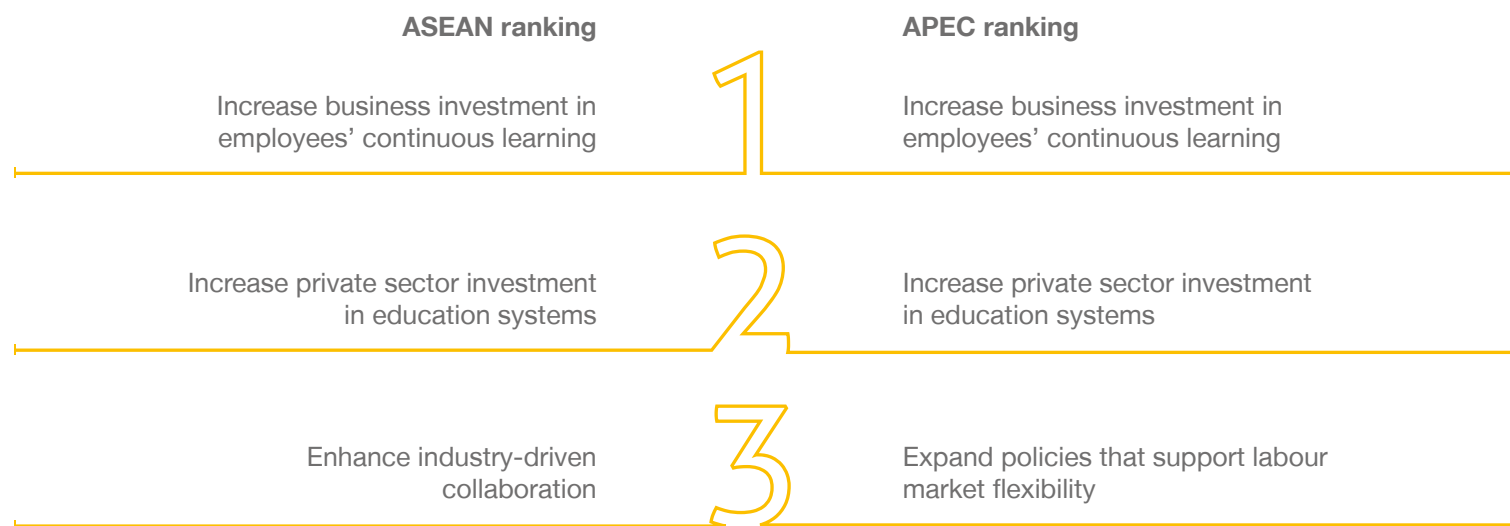 ASEAN ranking
APEC ranking
1
Increase business investment in
employees’ continuous learning
Increase business investment in
employees’ continuous learning
2
Increase private sector investment
in education systems
Increase private sector investment
in education systems
3
Enhance industry-driven
collaboration
Expand policies that support labour
market flexibility